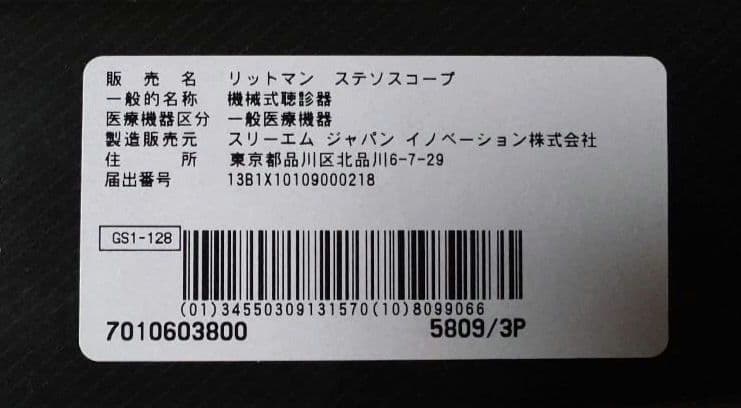 販　売　名　リットマン　ステソスコープ
一般的名称　機械式聴診器
医療機器区分　一般医療機器
製造販売元　スリーエム ジャパン イノベーション株式会社
住　　　所　東京都品川区北品川6-7-29
届出番号　13B1X10109000218
GS1-128
(01)34550309131570(10)8099066
7010603800　5809/3P